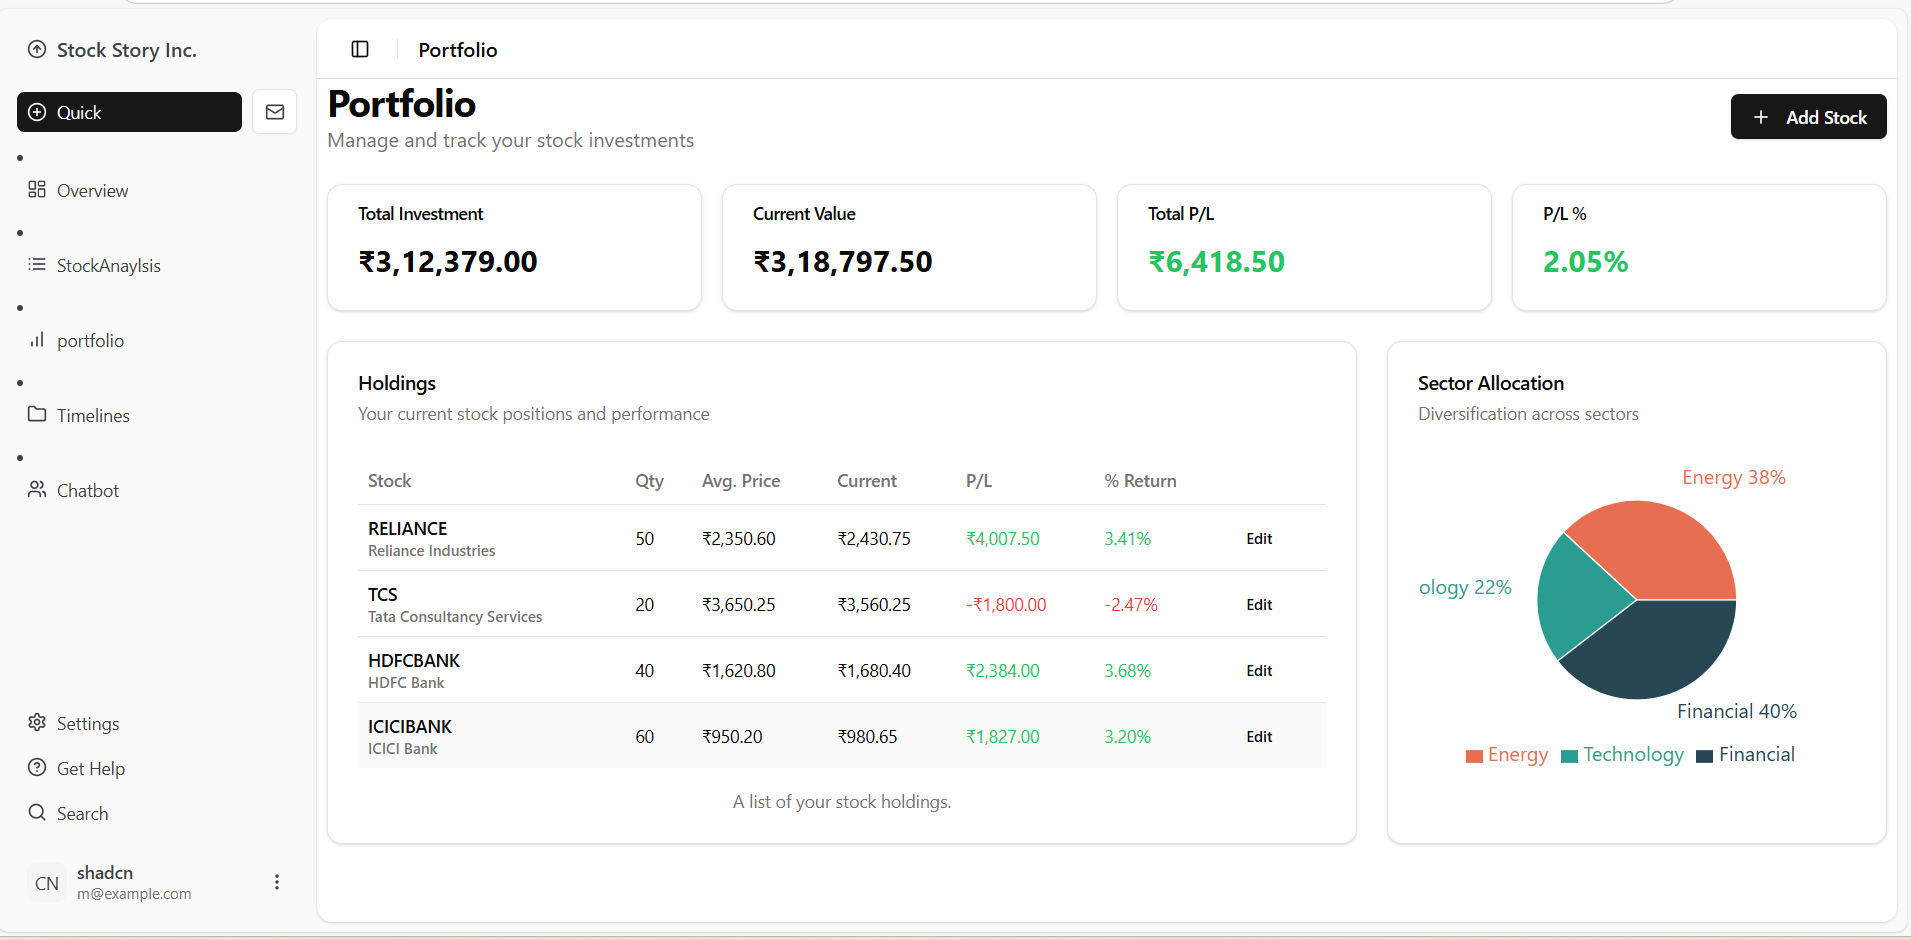 Stock Story Inc.
Quick
Overview
StockAnaylsis
portfolio
Timelines
Chatbot
Settings
Get Help
Search
CN
shadcn
m@example.com
Portfolio
Portfolio
Manage and track your stock investments
Add Stock
Total Investment
₹3,12,379.00
Current Value
₹3,18,797.50
Total P/L
₹6,418.50
P/L %
2.05%
Holdings
Your current stock positions and performance
Stock Qty Avg. Price Current P/L % Return
RELIANCE
Reliance Industries
50 ₹2,350.60 ₹2,430.75 ₹4,007.50 3.41% Edit
TCS
Tata Consultancy Services
20 ₹3,650.25 ₹3,560.25 -₹1,800.00 -2.47% Edit
HDFCBANK
HDFC Bank
40 ₹1,620.80 ₹1,680.40 ₹2,384.00 3.68% Edit
ICICIBANK
ICICI Bank
60 ₹950.20 ₹980.65 ₹1,827.00 3.20% Edit
A list of your stock holdings.
Sector Allocation
Diversification across sectors
Energy 38%
ology 22%
Financial 40%
Energy Technology Financial